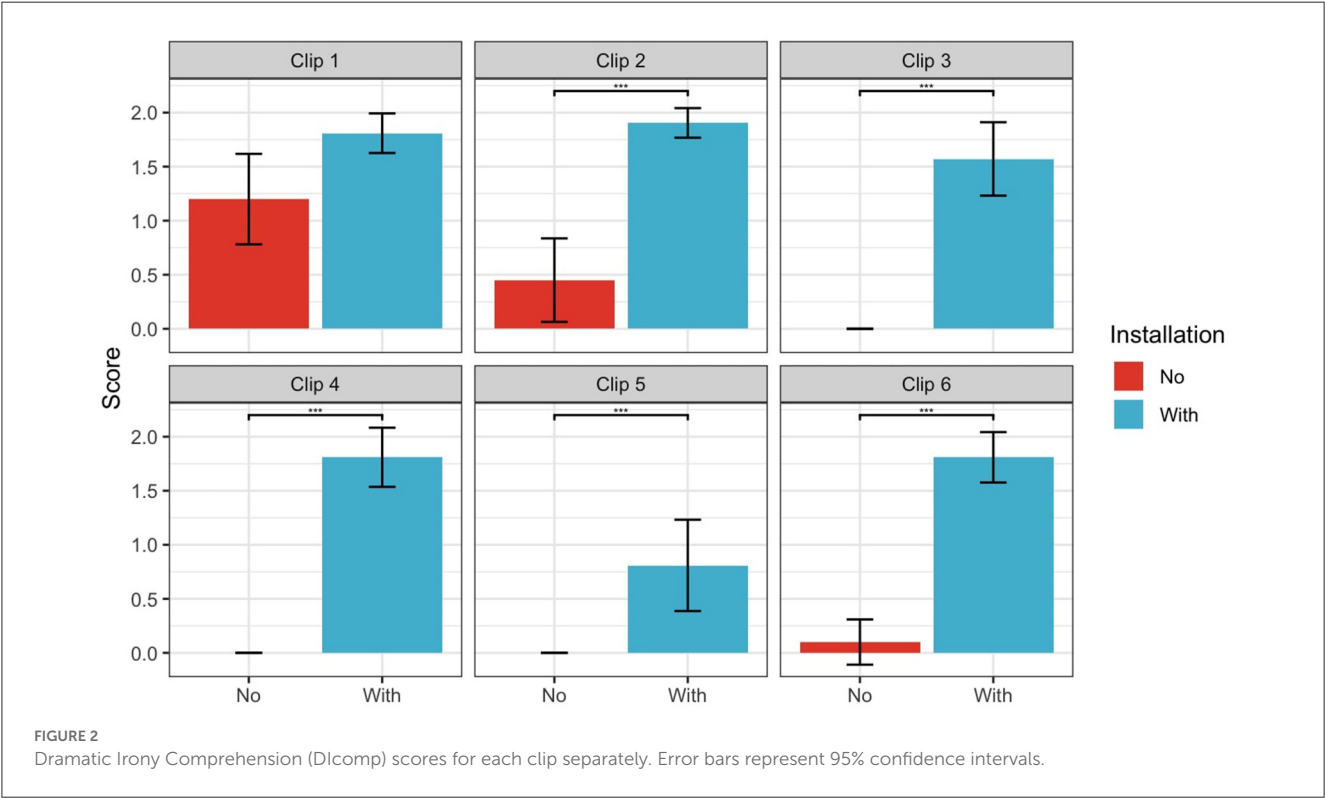 Clip 1
Clip 2
Clip 3
***
***
2.0
1.5
1.0
0.5
0.0
Score
Installation
No
With
Clip 4
Clip 5
Clip 6
***
***
***
2.0
1.5
1.0
0.5
0.0
No
With
No
With
No
With
FIGURE 2
Dramatic Irony Comprehension (DIcomp) scores for each clip separately. Error bars represent 95% confidence intervals.